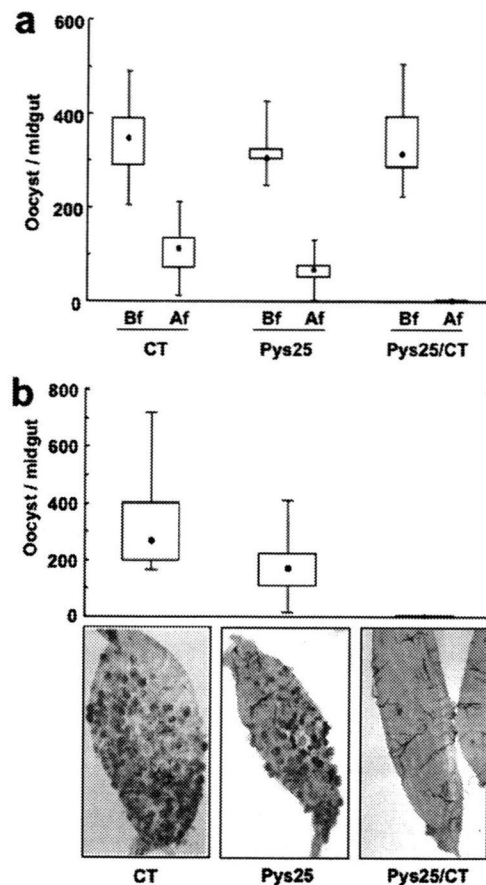 a
Oocyst / midgut
600
400
200
0
Bf Af Bf Af Bf Af
CT Pys25 Pys25/CT
b
Oocyst / midgut
800
600
400
200
0
CT Pys25 Pys25/CT